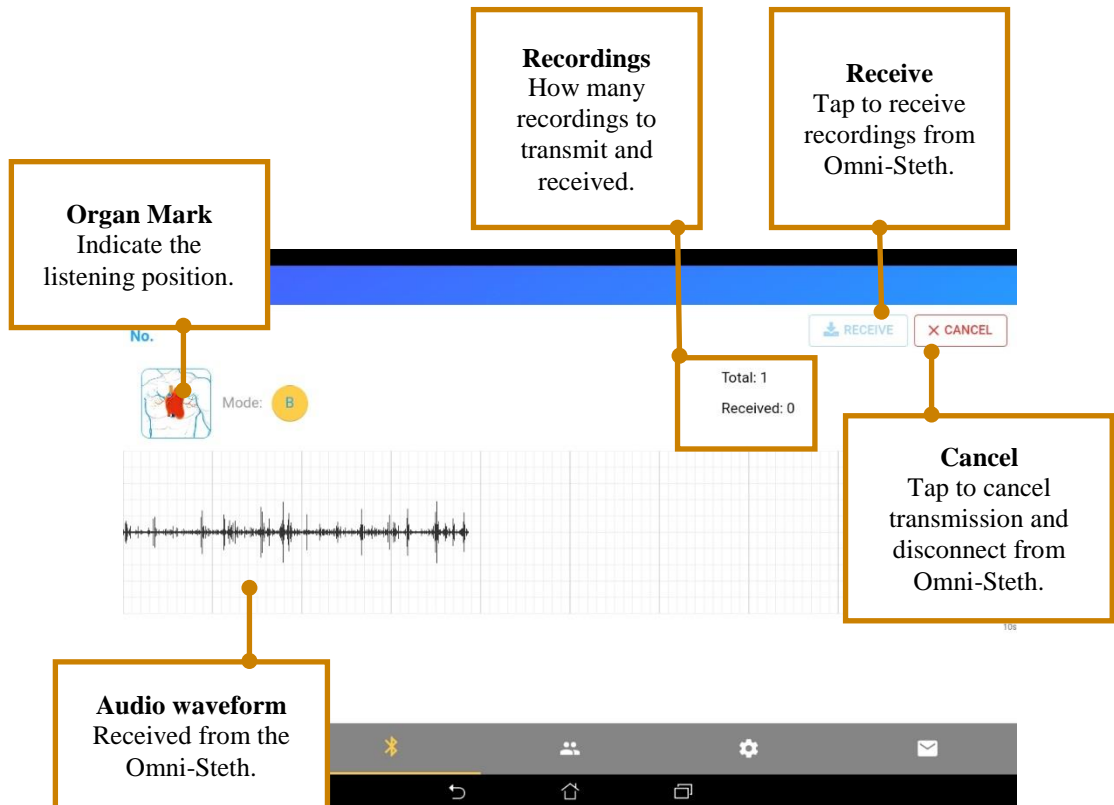 Recordings
How many
recordings to
transmit and
received.
Receive
Tap to receive
recordings from
Omni-Steth.
Organ Mark
Indicate the
listening position.
No.
RECEIVE
CANCEL
Mode: B
Total: 1
Received: 0
Cancel
Tap to cancel
transmission and
disconnect from
Omni-Steth.
10s
Audio waveform
Received from the
Omni-Steth.